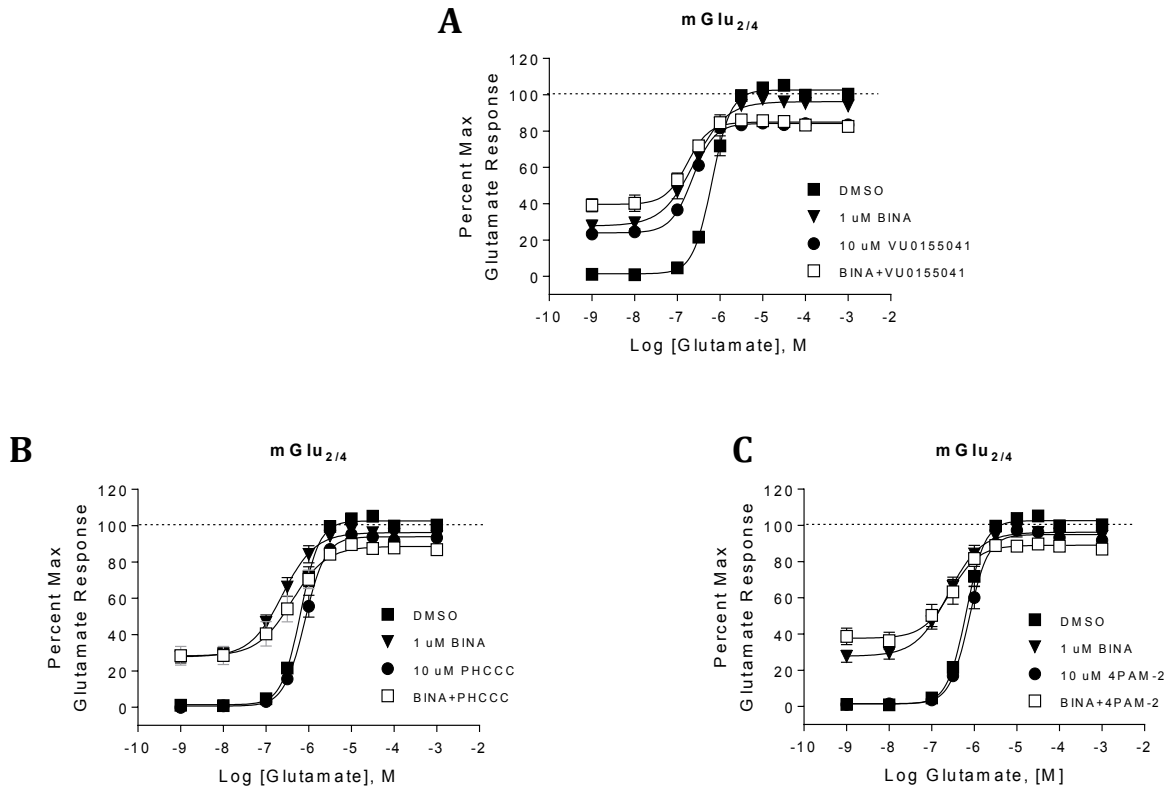 A
mGlu2/4
Percent Max
Glutamate Response
120
100
80
60
40
20
0
-10 -9 -8 -7 -6 -5 -4 -3 -2
Log [Glutamate], M
DMSO
1 uM BINA
10 uM VU0155041
BINA+VU0155041
B
mGlu2/4
Percent Max
Glutamate Response
120
100
80
60
40
20
0
-10 -9 -8 -7 -6 -5 -4 -3 -2
Log [Glutamate], M
DMSO
1 uM BINA
10 uM PHCCC
BINA+PHCCC
C
mGlu2/4
Percent Max
Glutamate Response
120
100
80
60
40
20
0
-10 -9 -8 -7 -6 -5 -4 -3 -2
Log Glutamate, [M]
DMSO
1 uM BINA
10 uM 4PAM-2
BINA+4PAM-2